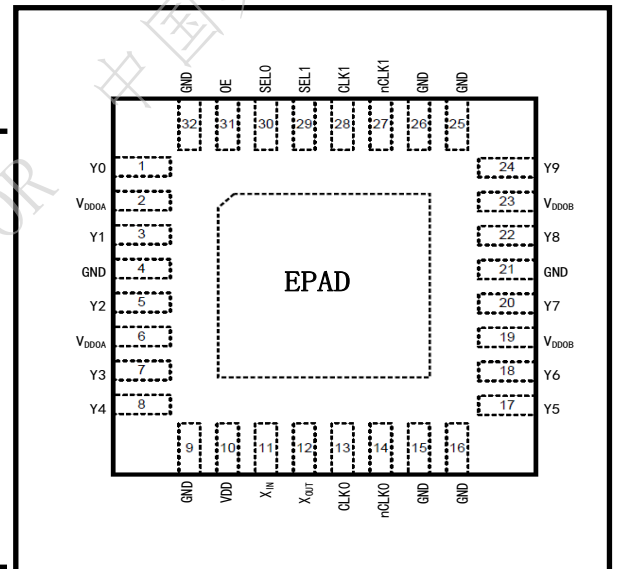 中国
OR
GND OE SEL0 SEL1 CLK1 nCLK1 GND GND
32 31 30 29 28 27 26 25
Y0 1 24 Y9
VDDOA 2 23 VDDOB
Y1 3 22 Y8
GND 4 21 GND
EPAD
Y2 5 20 Y7
VDDOA 6 19 VDDOB
Y3 7 18 Y6
Y4 8 17 Y5
9 10 11 12 13 14 15 16
GND VDD XIN XOUT CLK0 nCLK0 GND GND